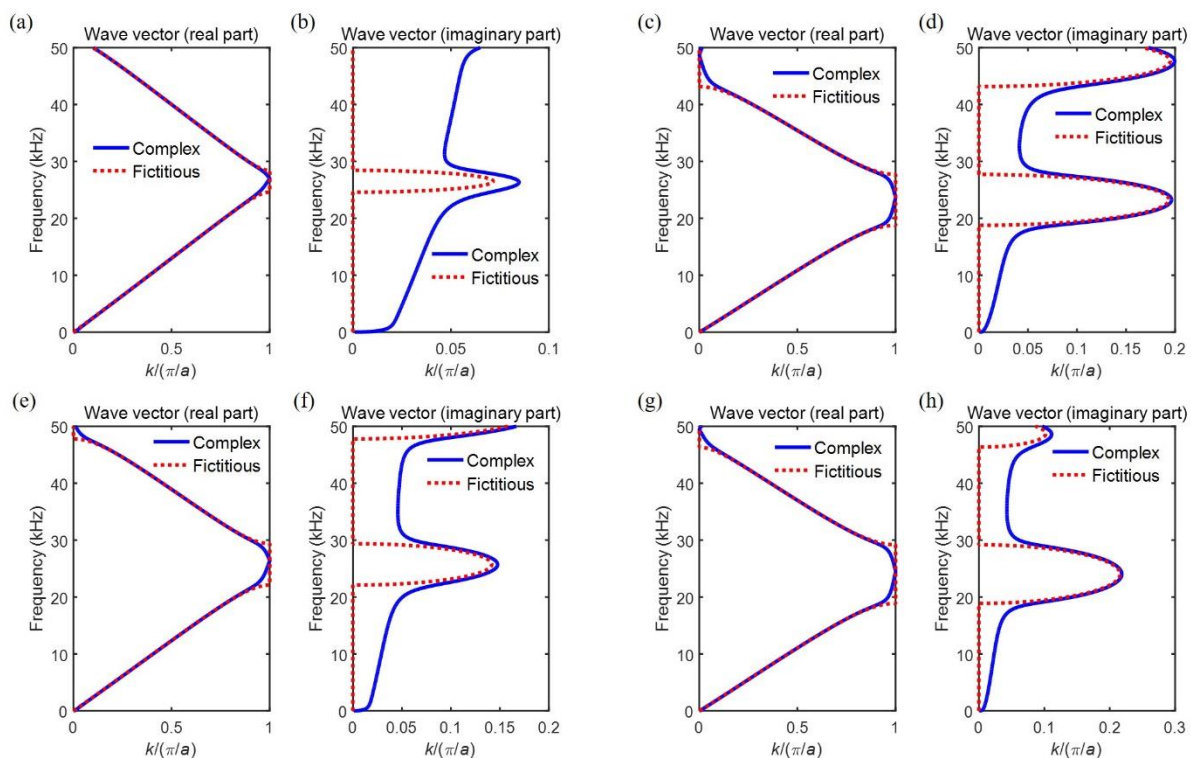 (a)
Wave vector (real part)
50
40
30
20
10
0
Frequency (kHz)
Complex
Fictitious
0
0.5
1
k/(π/a)
(b)
Wave vector (imaginary part)
50
40
30
20
10
0
Frequency (kHz)
Complex
Fictitious
0
0.05
0.1
k/(π/a)
(c)
Wave vector (real part)
50
40
30
20
10
0
Frequency (kHz)
Complex
Fictitious
0
0.5
1
k/(π/a)
(d)
Wave vector (imaginary part)
50
40
30
20
10
0
Frequency (kHz)
Complex
Fictitious
0
0.05
0.1
0.15
0.2
k/(π/a)
(e)
Wave vector (real part)
50
40
30
20
10
0
Frequency (kHz)
Complex
Fictitious
0
0.5
1
k/(π/a)
(f)
Wave vector (imaginary part)
50
40
30
20
10
0
Frequency (kHz)
Complex
Fictitious
0
0.05
0.1
0.15
0.2
k/(π/a)
(g)
Wave vector (real part)
50
40
30
20
10
0
Frequency (kHz)
Complex
Fictitious
0
0.5
1
k/(π/a)
(h)
Wave vector (imaginary part)
50
40
30
20
10
0
Frequency (kHz)
Complex
Fictitious
0
0.1
0.2
0.3
k/(π/a)